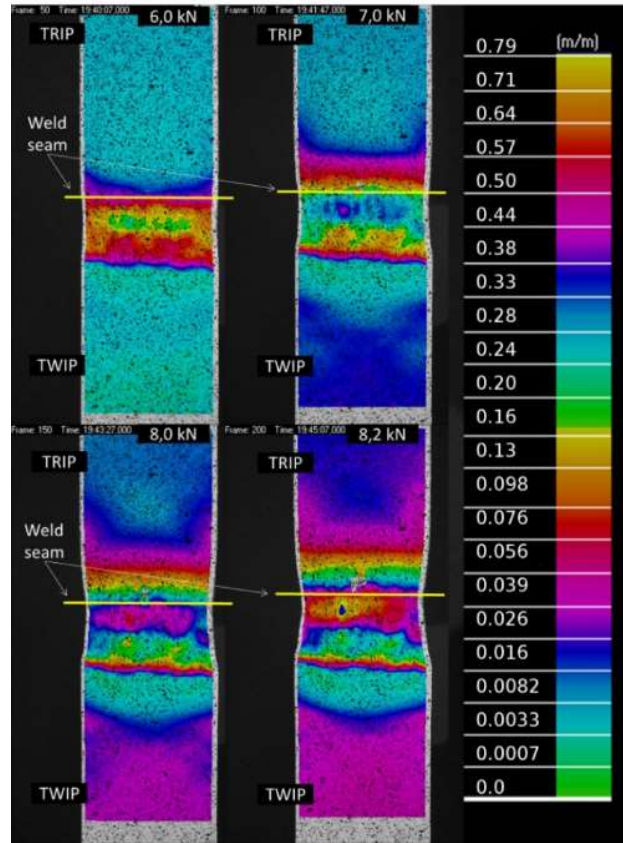 Frame: 50 Time: 19:40:07,000
6,0 kN
TRIP
Weld
seam
TWIP
Frame: 100 Time: 19:41:47,000
7,0 kN
TRIP
TWIP
Frame: 150 Time: 19:43:27,000
8,0 kN
TRIP
Weld
seam
TWIP
Frame: 200 Time: 19:45:07,000
8,2 kN
TRIP
TWIP
(m/m)
0.79
0.71
0.64
0.57
0.50
0.44
0.38
0.33
0.28
0.24
0.20
0.16
0.13
0.098
0.076
0.056
0.039
0.026
0.016
0.0082
0.0033
0.0007
0.0